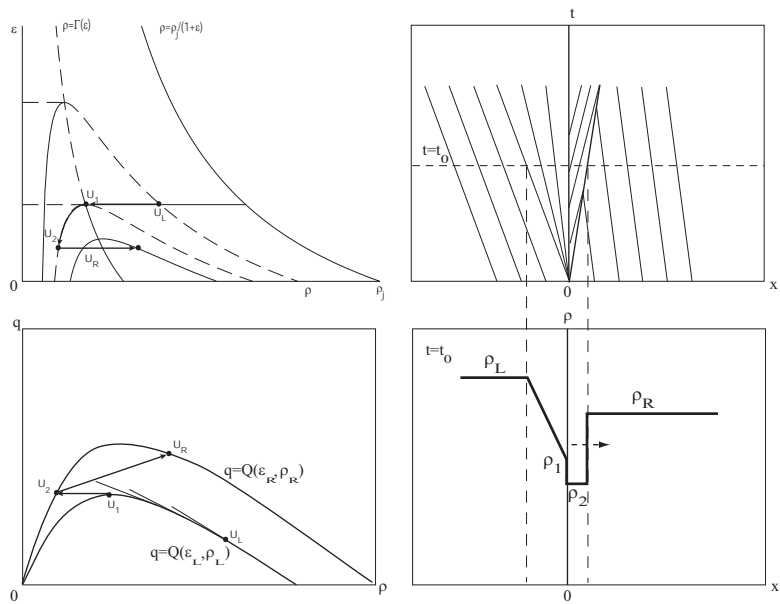 ε
ρ=Γ(ε)
ρ=ρj/(1+ε)
U1
UL
U2
UR
0
ρ
ρj
t
t=t0
0
x
q
UR
q=Q(εR,ρR)
U2
U1
UL
q=Q(εL,ρL)
0
ρ
ρ
t=t0
ρL
ρR
ρ1
ρ2
0
x